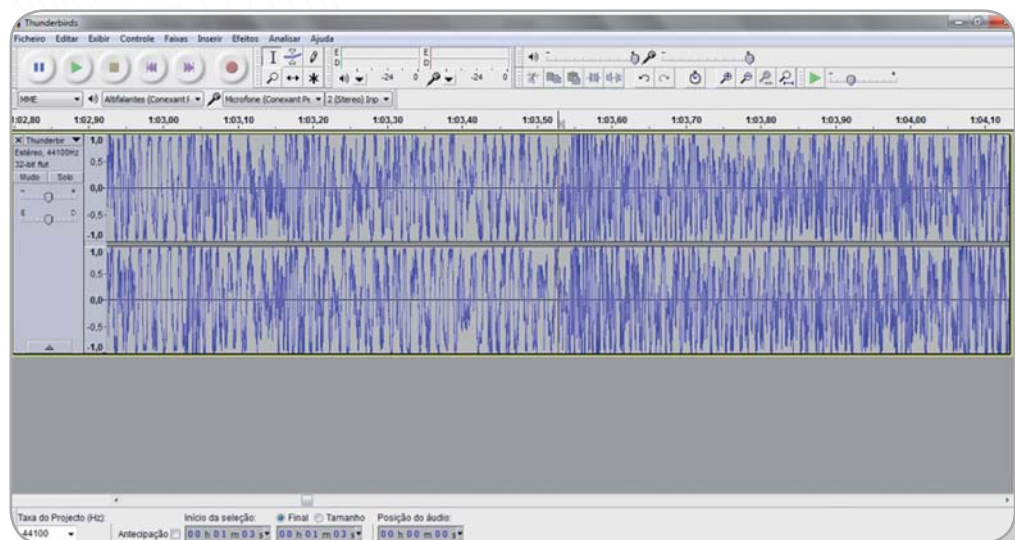 Thunderbirds
Ficheiro Editar Exibir Controle Faixas Inserir Efeitos Analisar Ajuda
E D -24 0 E D -24 0
MME Altifalantes (Conexant Microfone (Conexant 2 (Stereo) Inp
1:02,80 1:02,90 1:03,00 1:03,10 1:03,20 1:03,30 1:03,40 1:03,50 1:03,60 1:03,70 1:03,80 1:03,90 1:04,00 1:04,10
Thunderbir
Estéreo, 44100Hz
32-bit flut
Mudo Solo
- +
E D
1,0
0,5
0,0
-0,5
-1,0
1,0
0,5
0,0
-0,5
-1,0
Taxa do Projecto (Hz): Início da seleção: Final Tamanho Posição do áudio:
44100 Antecipação 00 h 01 m 03 s 00 h 01 m 03 s 00 h 00 m 00 s